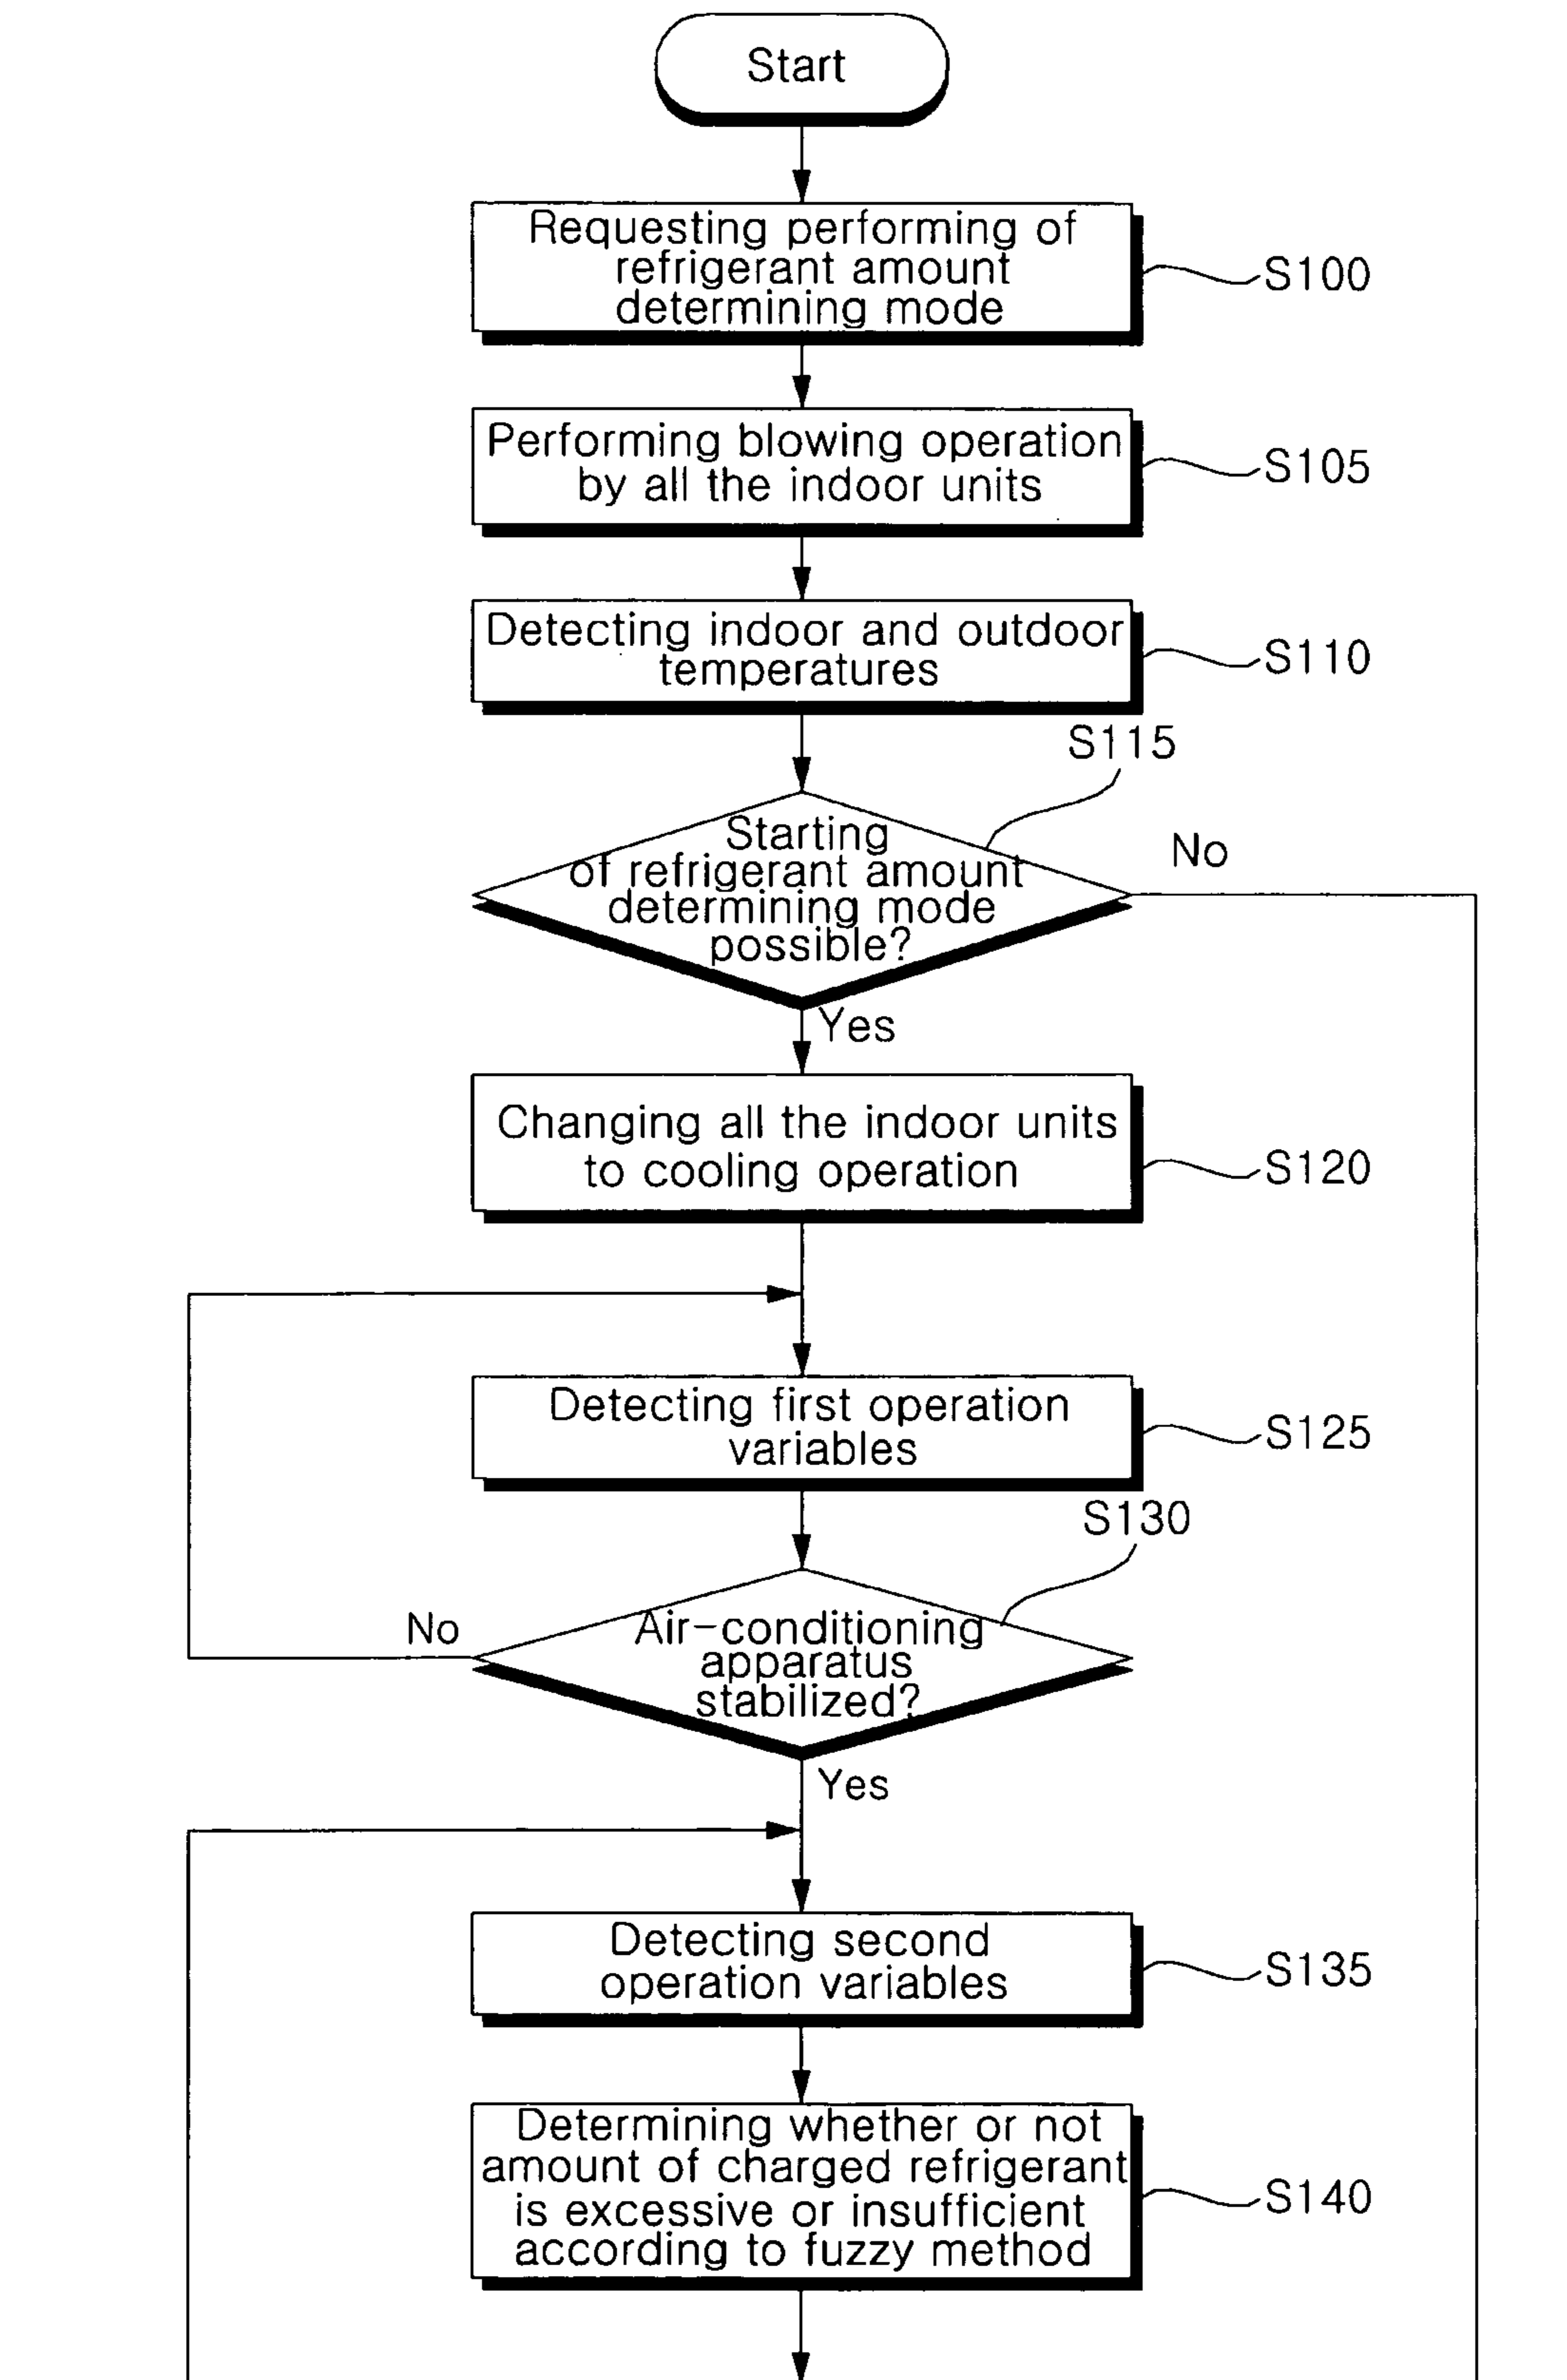 Start
Requesting performing of
refrigerant amount
determining mode
S100
Performing blowing operation
by all the indoor units
S105
Detecting indoor and outdoor
temperatures
S110
S115
Starting
of refrigerant amount
determining mode
possible?
No
Yes
Changing all the indoor units
to cooling operation
S120
Detecting first operation
variables
S125
S130
Air-conditioning
apparatus
stabilized?
No
Yes
Detecting second
operation variables
S135
Determining whether or not
amount of charged refrigerant
is excessive or insufficient
according to fuzzy method
S140